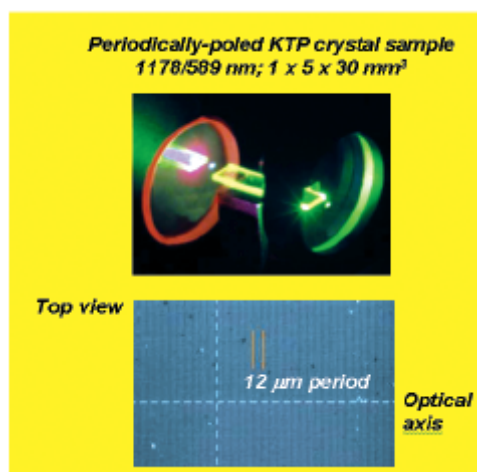 Periodically-poled KTP crystal sample
1178/589 nm; 1 x 5 x 30 mm³
Top view
12 μm period
Optical
axis